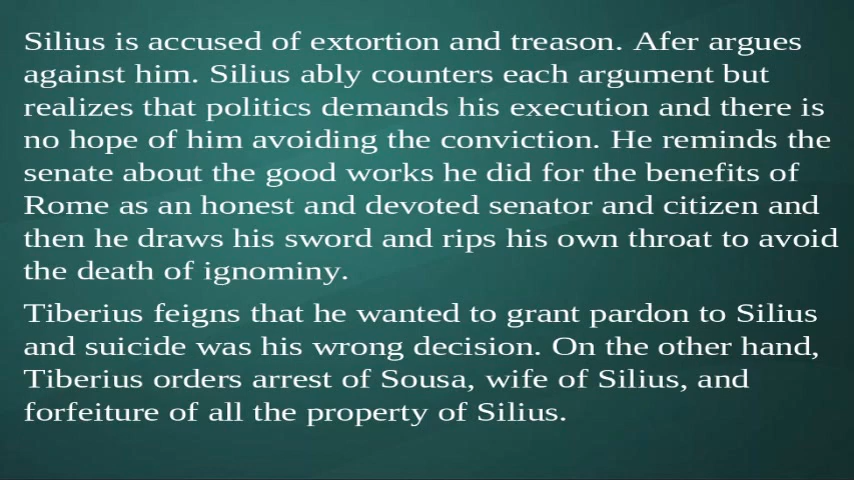 Silius is accused of extortion and treason. Afer argues
against him. Silius ably counters each argument but
realizes that politics demands his execution and there is
no hope of him avoiding the conviction. He reminds the
senate about the good works he did for the benefits of
Rome as an honest and devoted senator and citizen and
then he draws his sword and rips his own throat to avoid
the death of ignominy.
Tiberius feigns that he wanted to grant pardon to Silius
and suicide was his wrong decision. On the other hand,
Tiberius orders arrest of Sousa, wife of Silius, and
forfeiture of all the property of Silius.